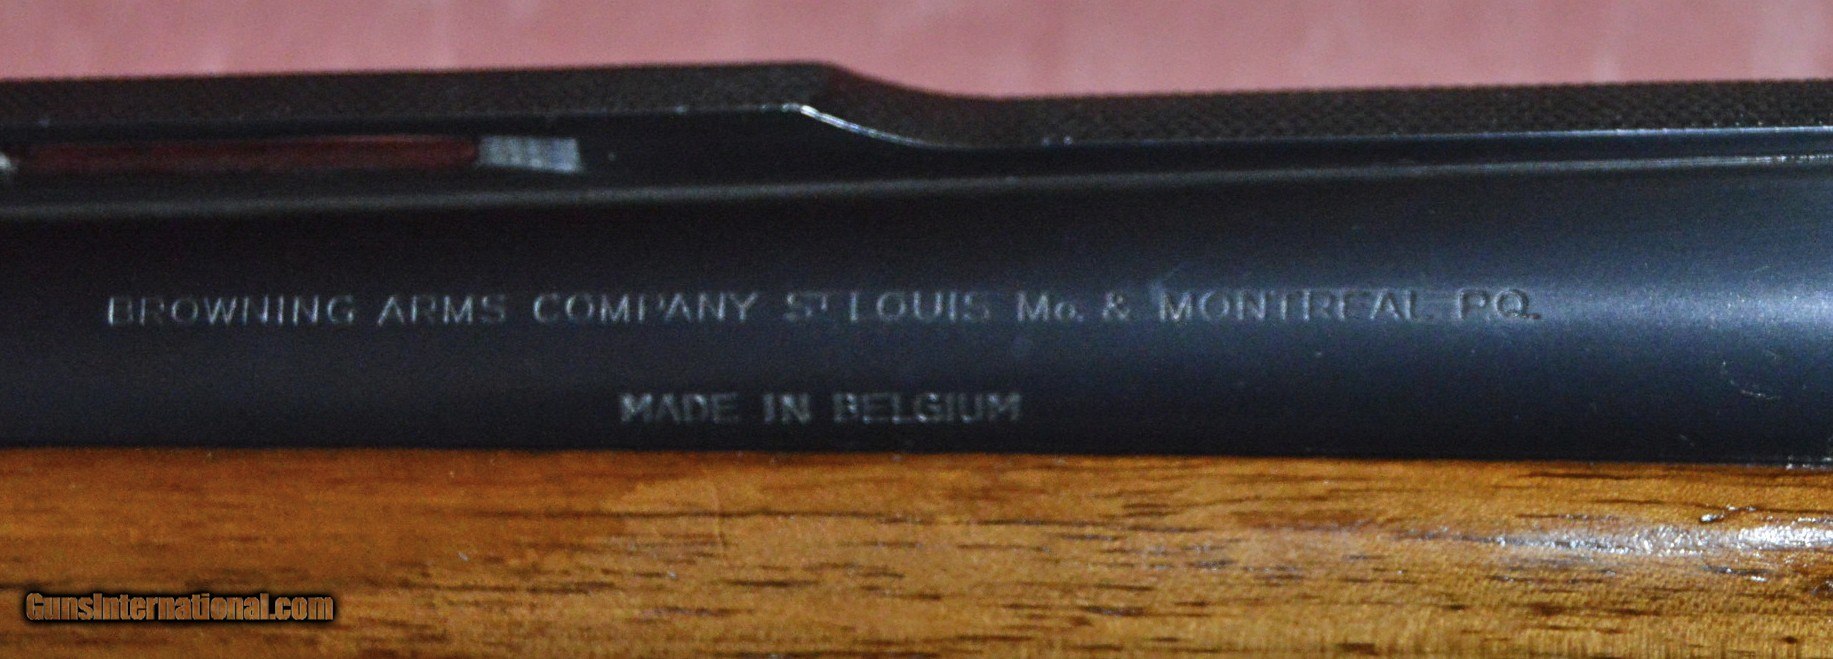 BROWNING ARMS COMPANY ST LOUIS Mo. & MONTREAL P.Q.
MADE IN BELGIUM
GunsInternational.com